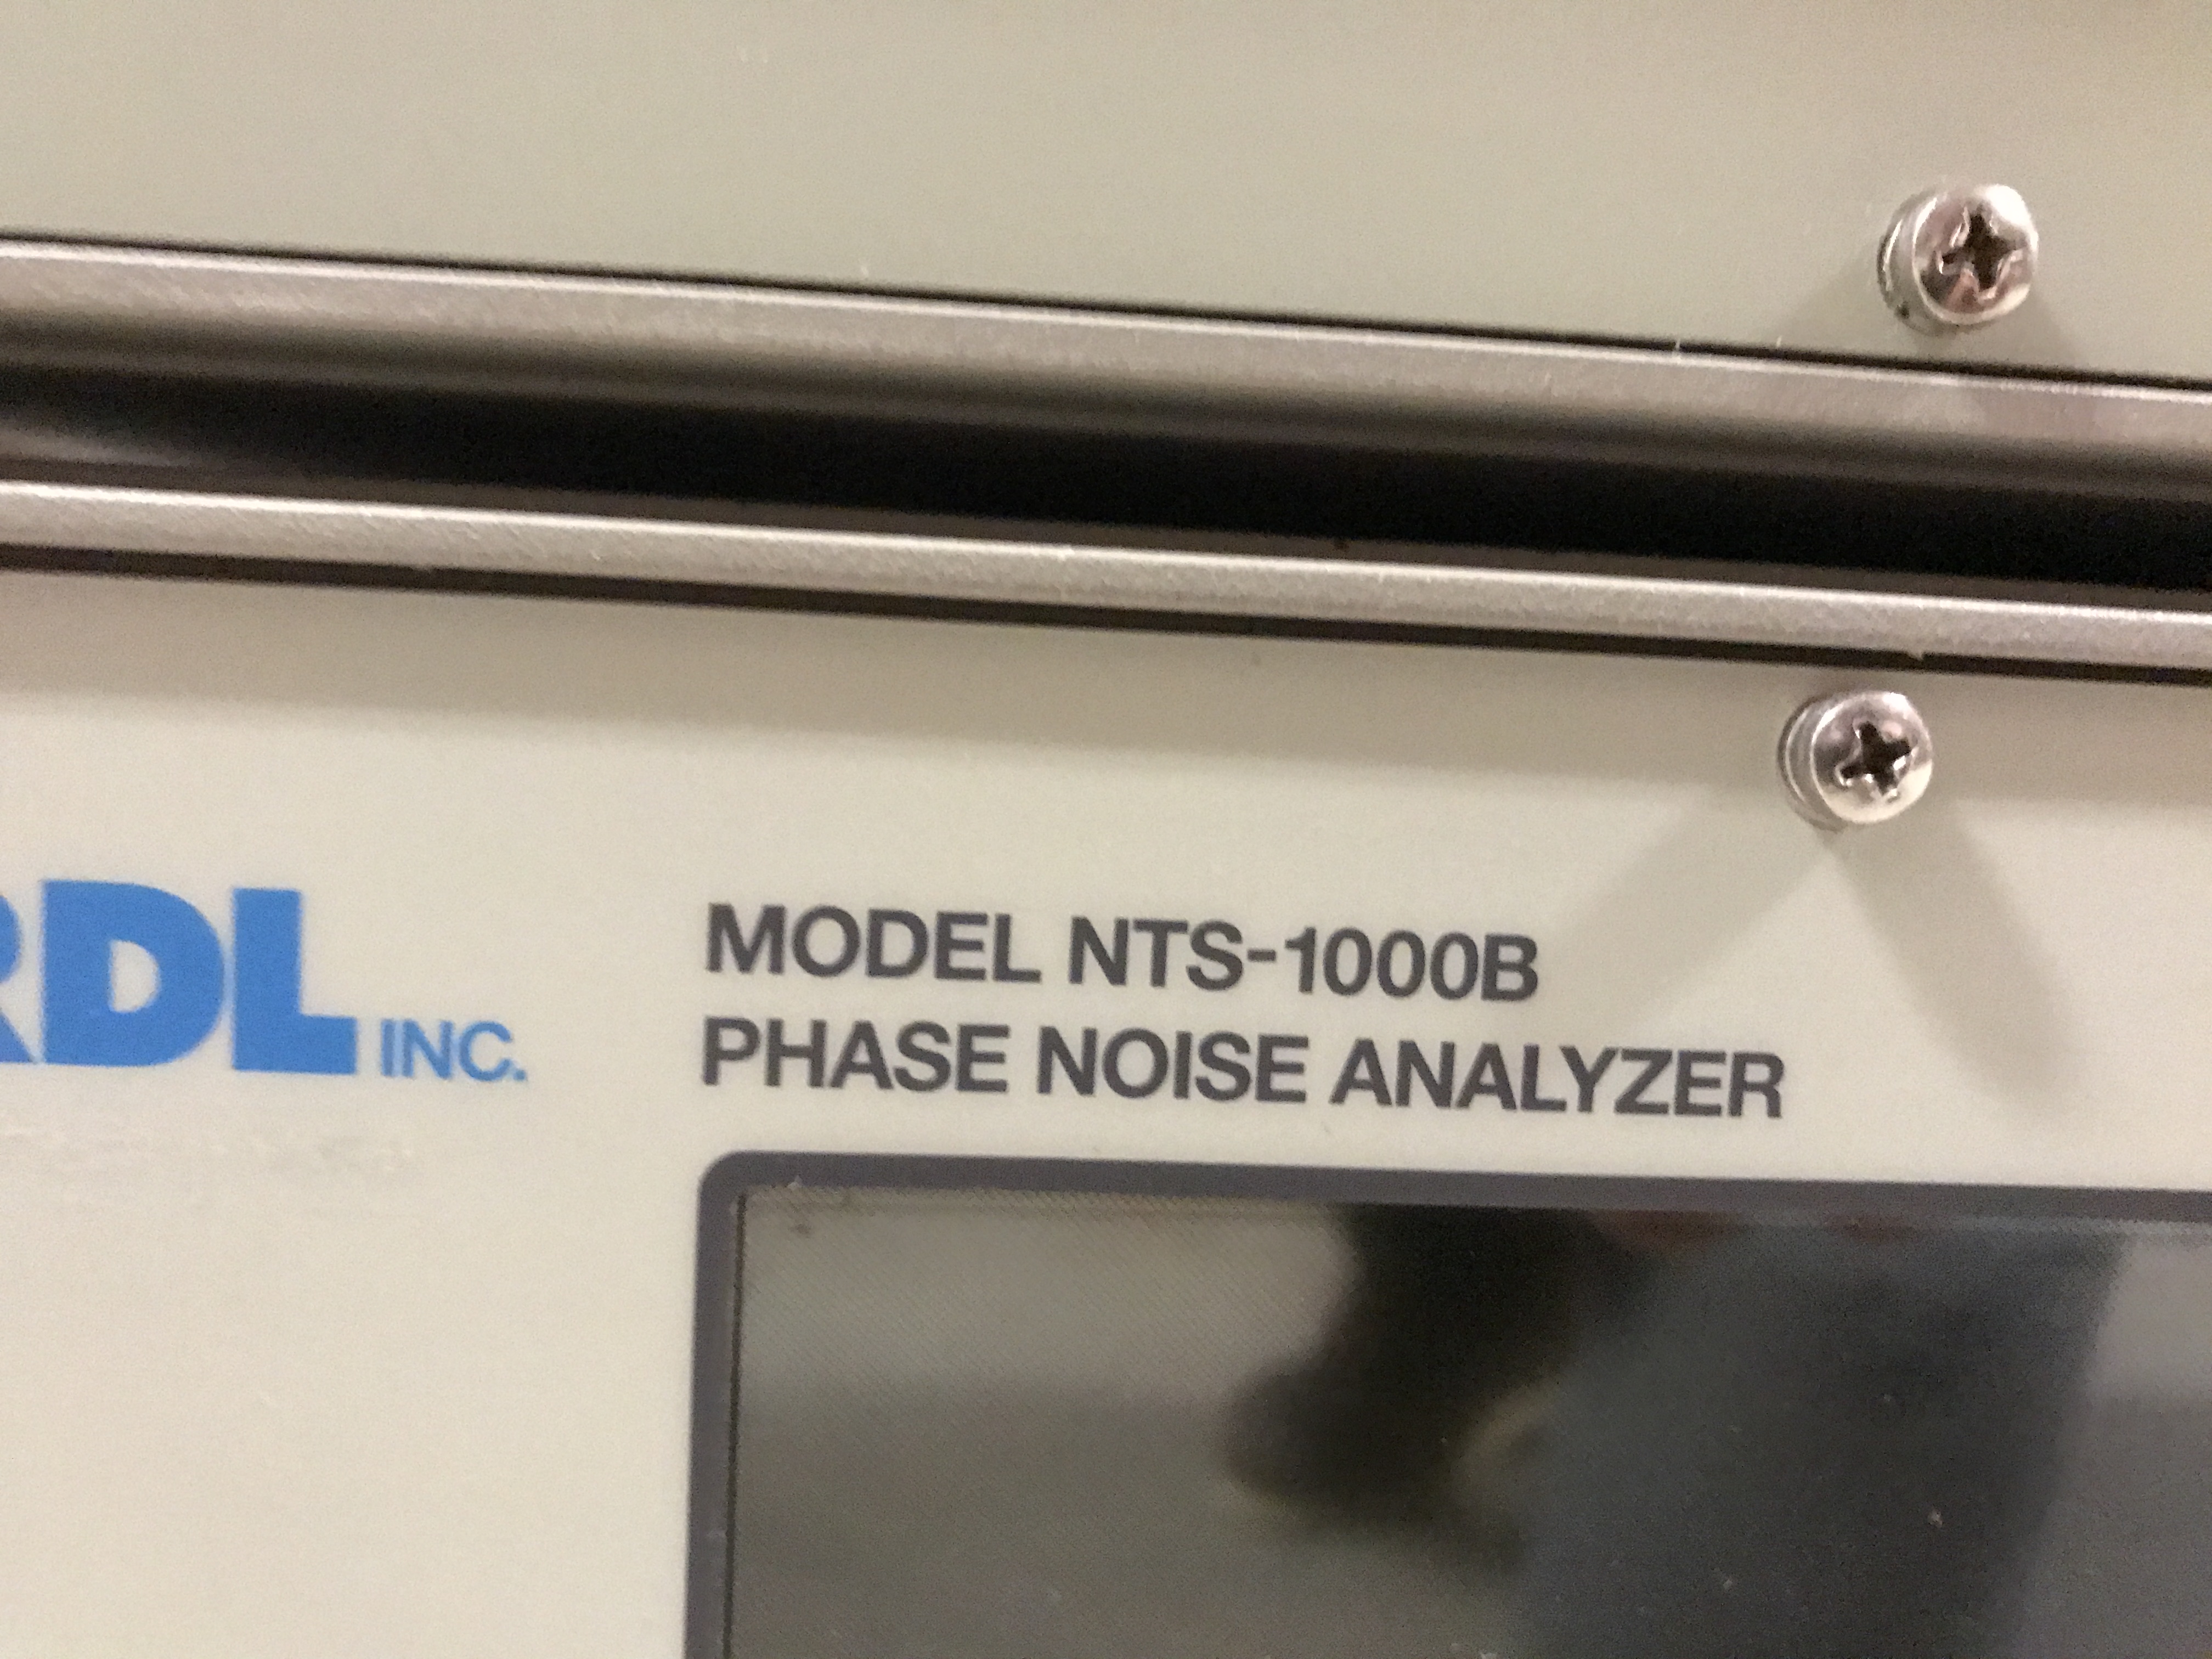 RDL INC.
MODEL NTS-1000B
PHASE NOISE ANALYZER